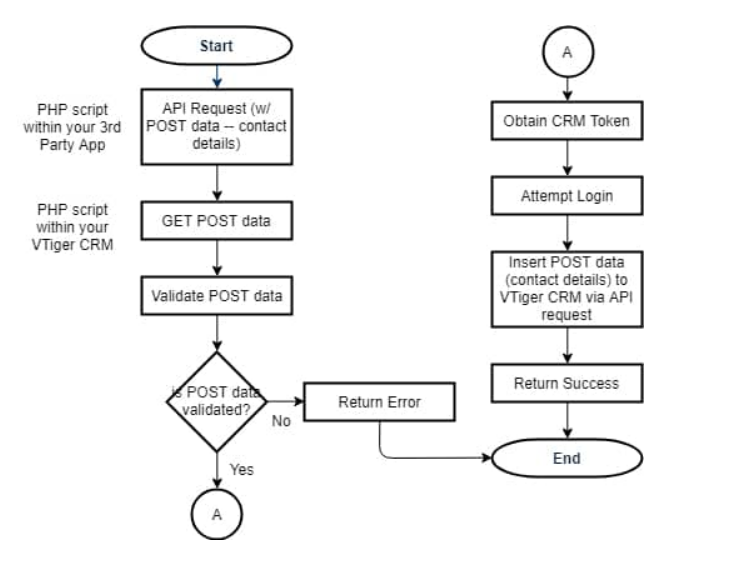 Start
PHP script
within your 3rd
Party App
API Request (w/
POST data -- contact
details)
PHP script
within your
VTiger CRM
GET POST data
Validate POST data
is POST data
validated?
No
Return Error
Yes
A
A
Obtain CRM Token
Attempt Login
Insert POST data
(contact details) to
VTiger CRM via API
request
Return Success
End